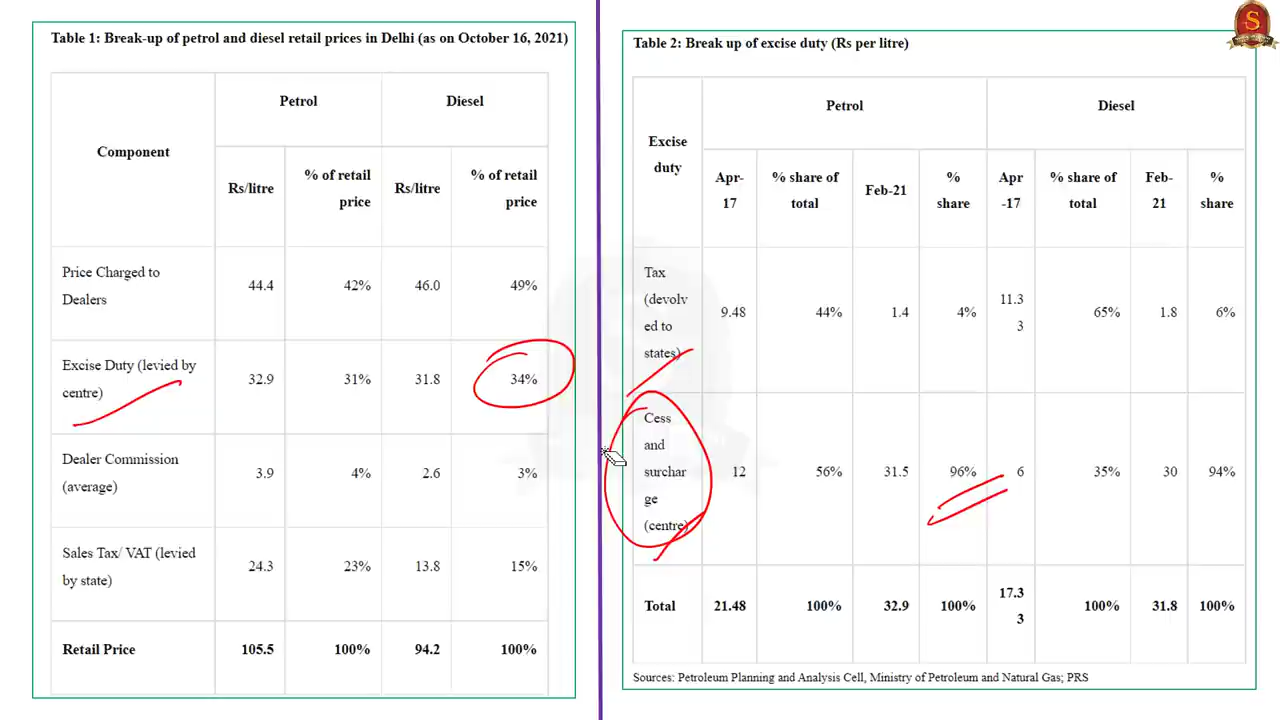 Table 1: Break-up of petrol and diesel retail prices in Delhi (as on October 16, 2021)
Component
Petrol
Diesel
Rs/litre
% of retail
price
Rs/litre
% of retail
price
Price Charged to
Dealers
44.4
42%
46.0
49%
Excise Duty (levied by
centre)
32.9
31%
31.8
34%
Dealer Commission
(average)
3.9
4%
2.6
3%
Sales Tax/ VAT (levied
by state)
24.3
23%
13.8
15%
Retail Price
105.5
100%
94.2
100%
Table 2: Break up of excise duty (Rs per litre)
Excise
duty
Petrol
Diesel
Apr-
17
% share of
total
Feb-21
%
share
Apr
-17
% share of
total
Feb-
21
%
share
Tax
(devolv
ed to
states)
9.48
44%
1.4
4%
11.3
3
65%
1.8
6%
Cess
and
surchar
ge
(centre)
12
56%
31.5
96%
6
35%
30
94%
Total
21.48
100%
32.9
100%
17.3
3
100%
31.8
100%
Sources: Petroleum Planning and Analysis Cell, Ministry of Petroleum and Natural Gas; PRS
S